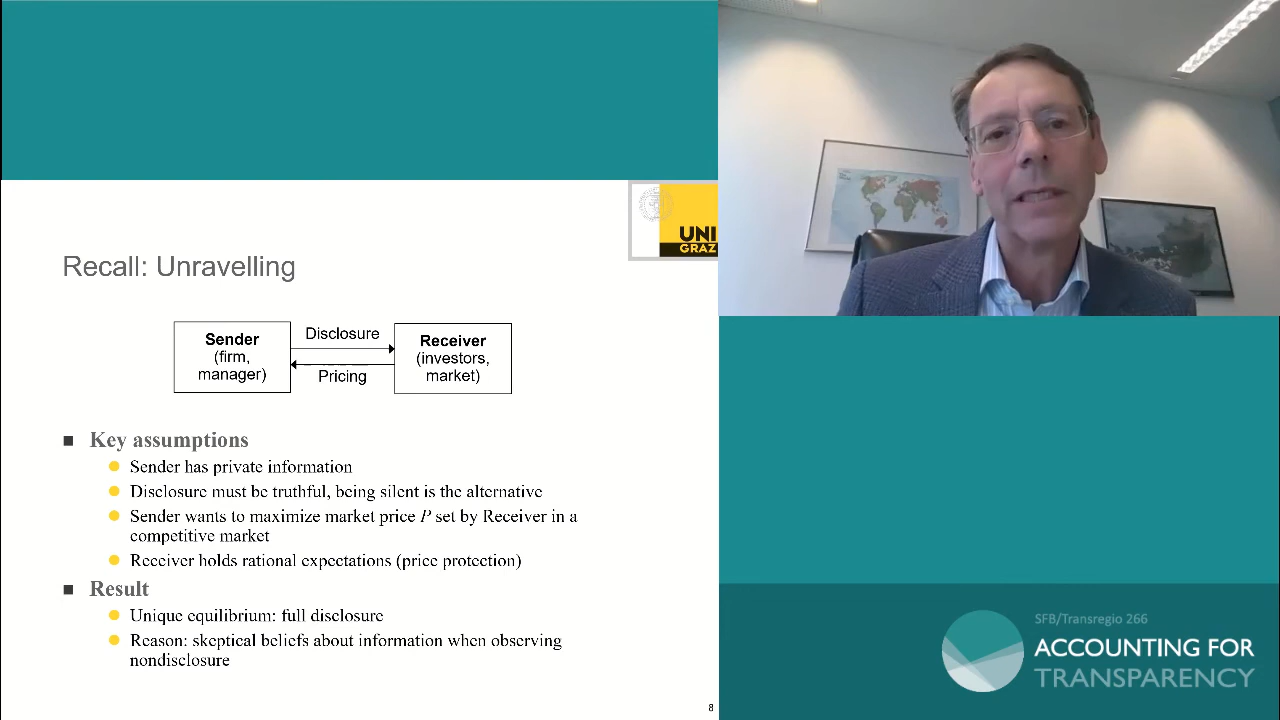 UNI
GRAZ
Recall: Unravelling
Sender
(firm,
manager)
Disclosure
Pricing
Receiver
(investors,
market)
Key assumptions
Sender has private information
Disclosure must be truthful, being silent is the alternative
Sender wants to maximize market price P set by Receiver in a
competitive market
Receiver holds rational expectations (price protection)
Result
Unique equilibrium: full disclosure
Reason: skeptical beliefs about information when observing
nondisclosure
8
SFB/Transregio 266
ACCOUNTING FOR
TRANSPARENCY